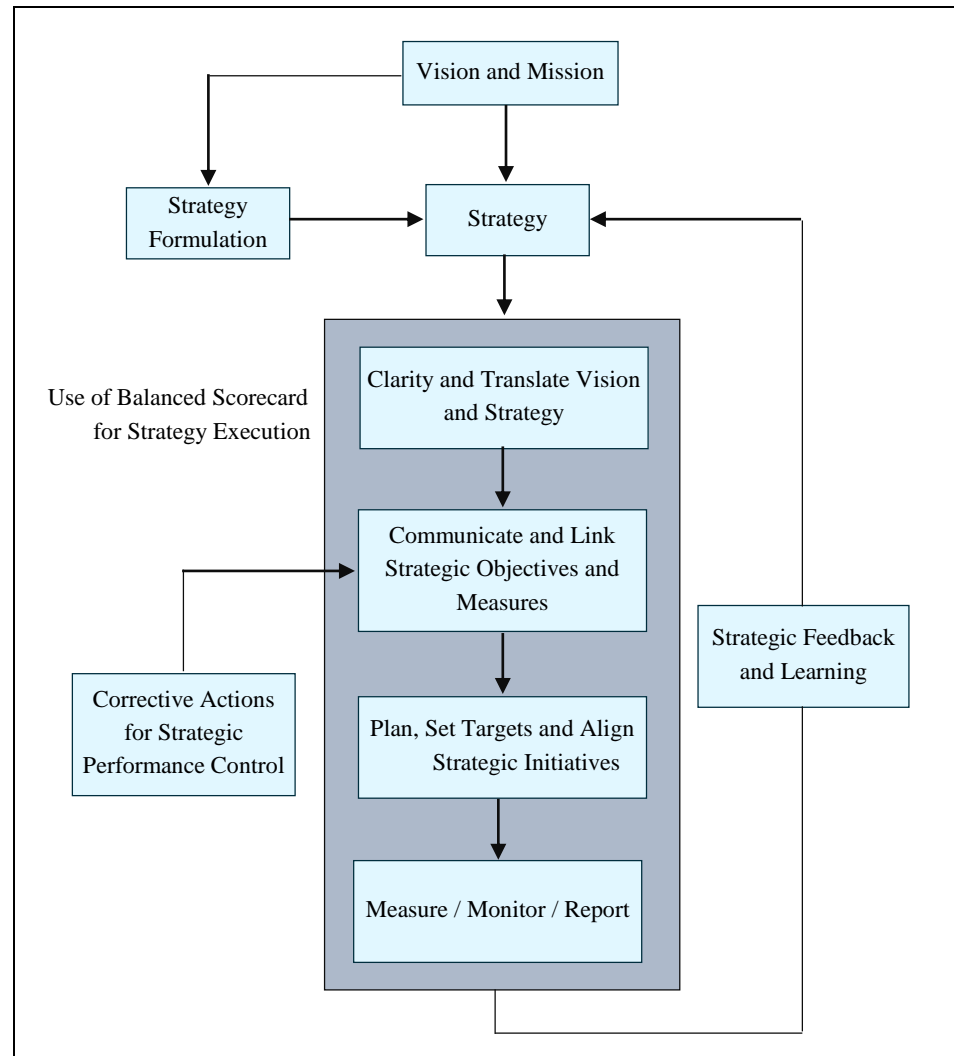 Vision and Mission
Strategy
Formulation
Strategy
Use of Balanced Scorecard
for Strategy Execution
Clarity and Translate Vision
and Strategy
Communicate and Link
Strategic Objectives and
Measures
Strategic Feedback
and Learning
Corrective Actions
for Strategic
Performance Control
Plan, Set Targets and Align
Strategic Initiatives
Measure / Monitor / Report